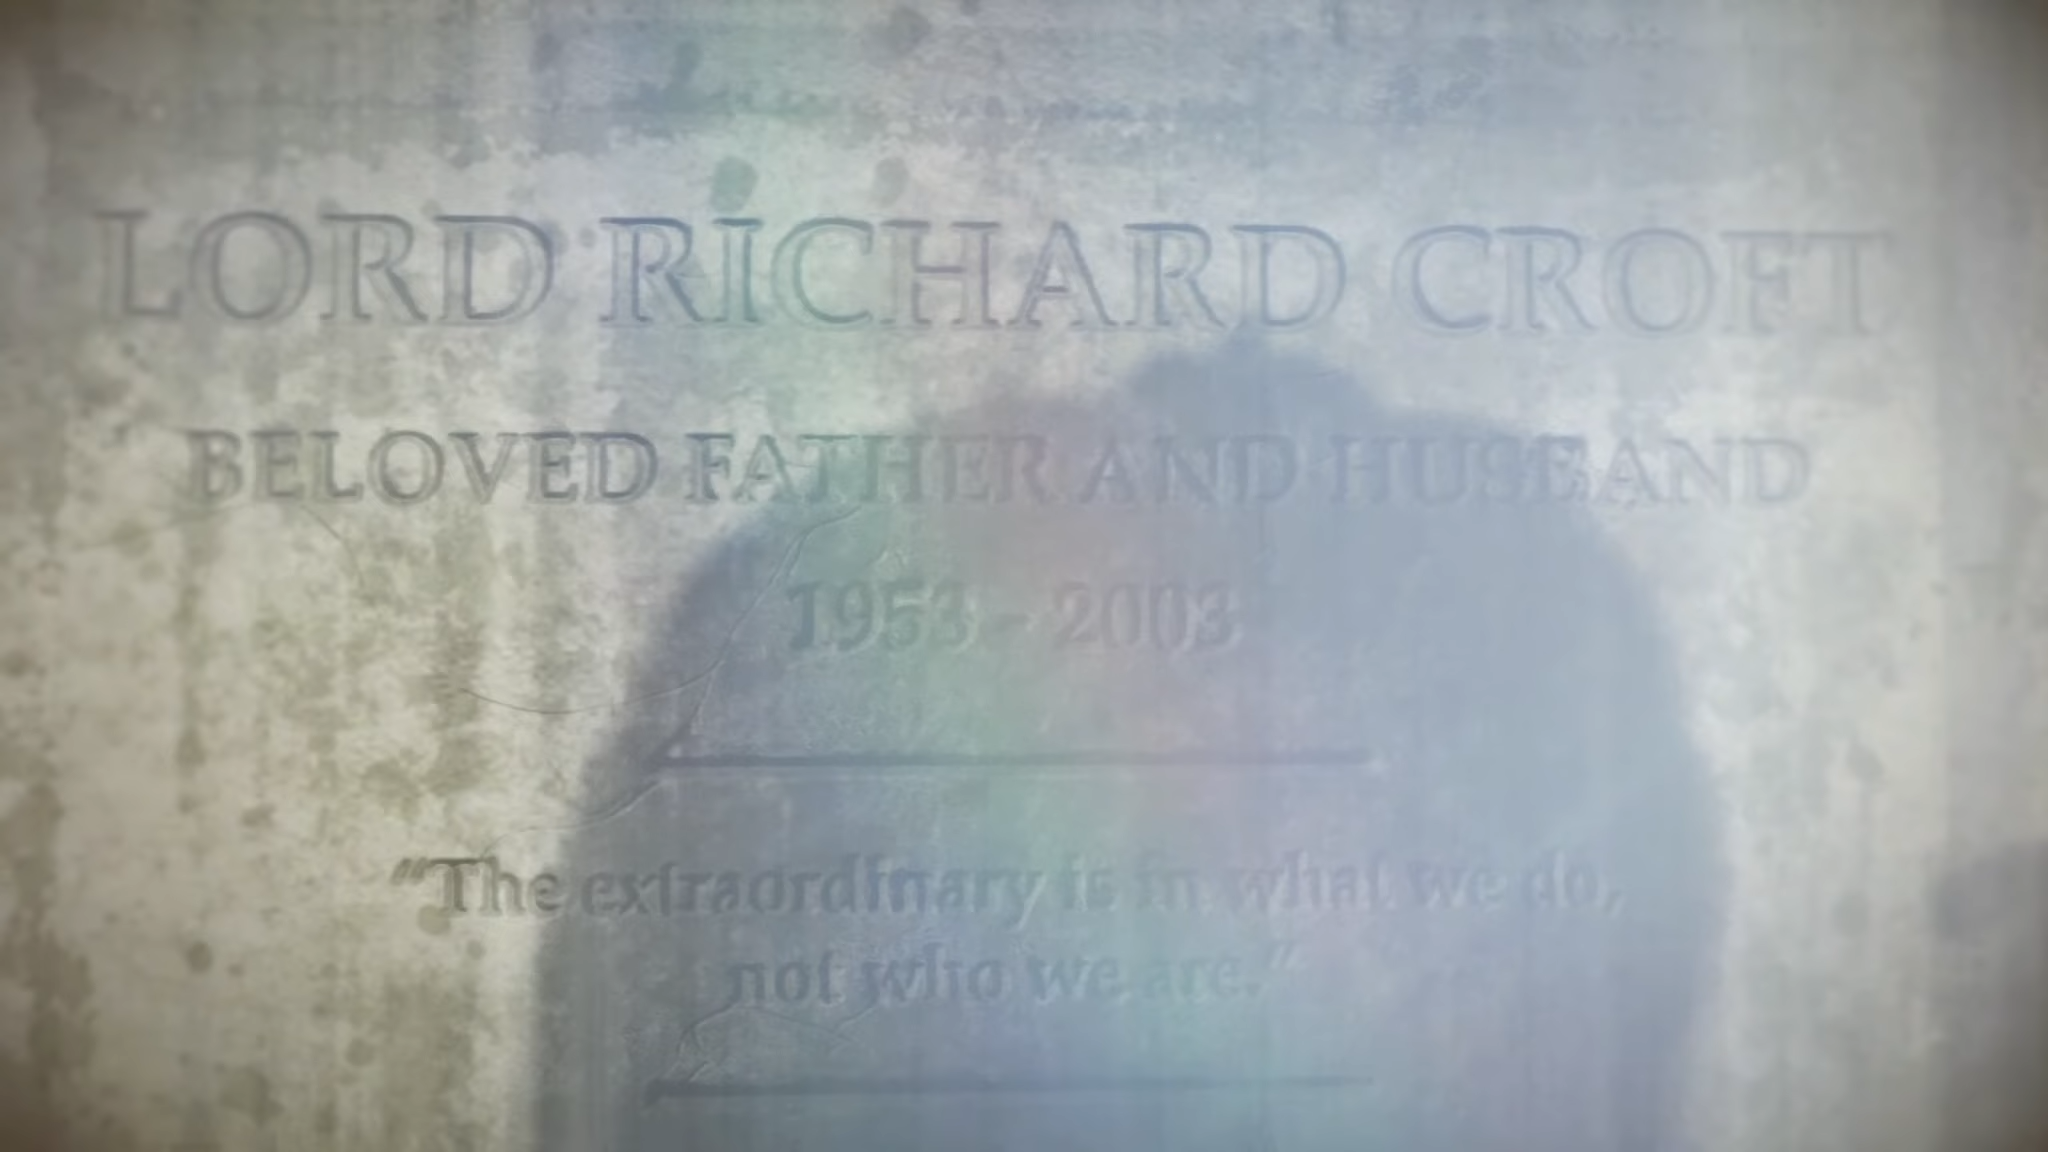 LORD RICHARD CROFT
BELOVED FATHER AND HUSBAND
1953 - 2003
"The extraordinary is in what we do,
not who we are."